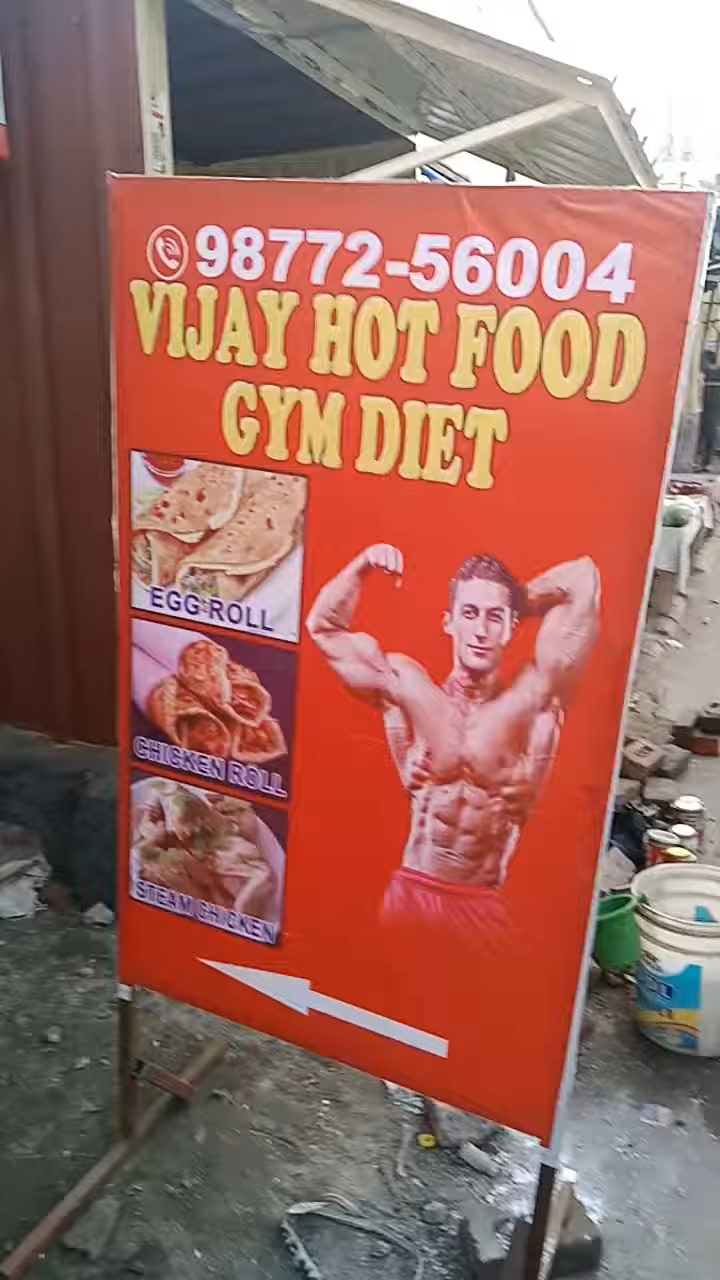 98772-56004
VIJAY HOT FOOD
GYM DIET
EGG ROLL
CHICKEN ROLL
STEAM CHICKEN